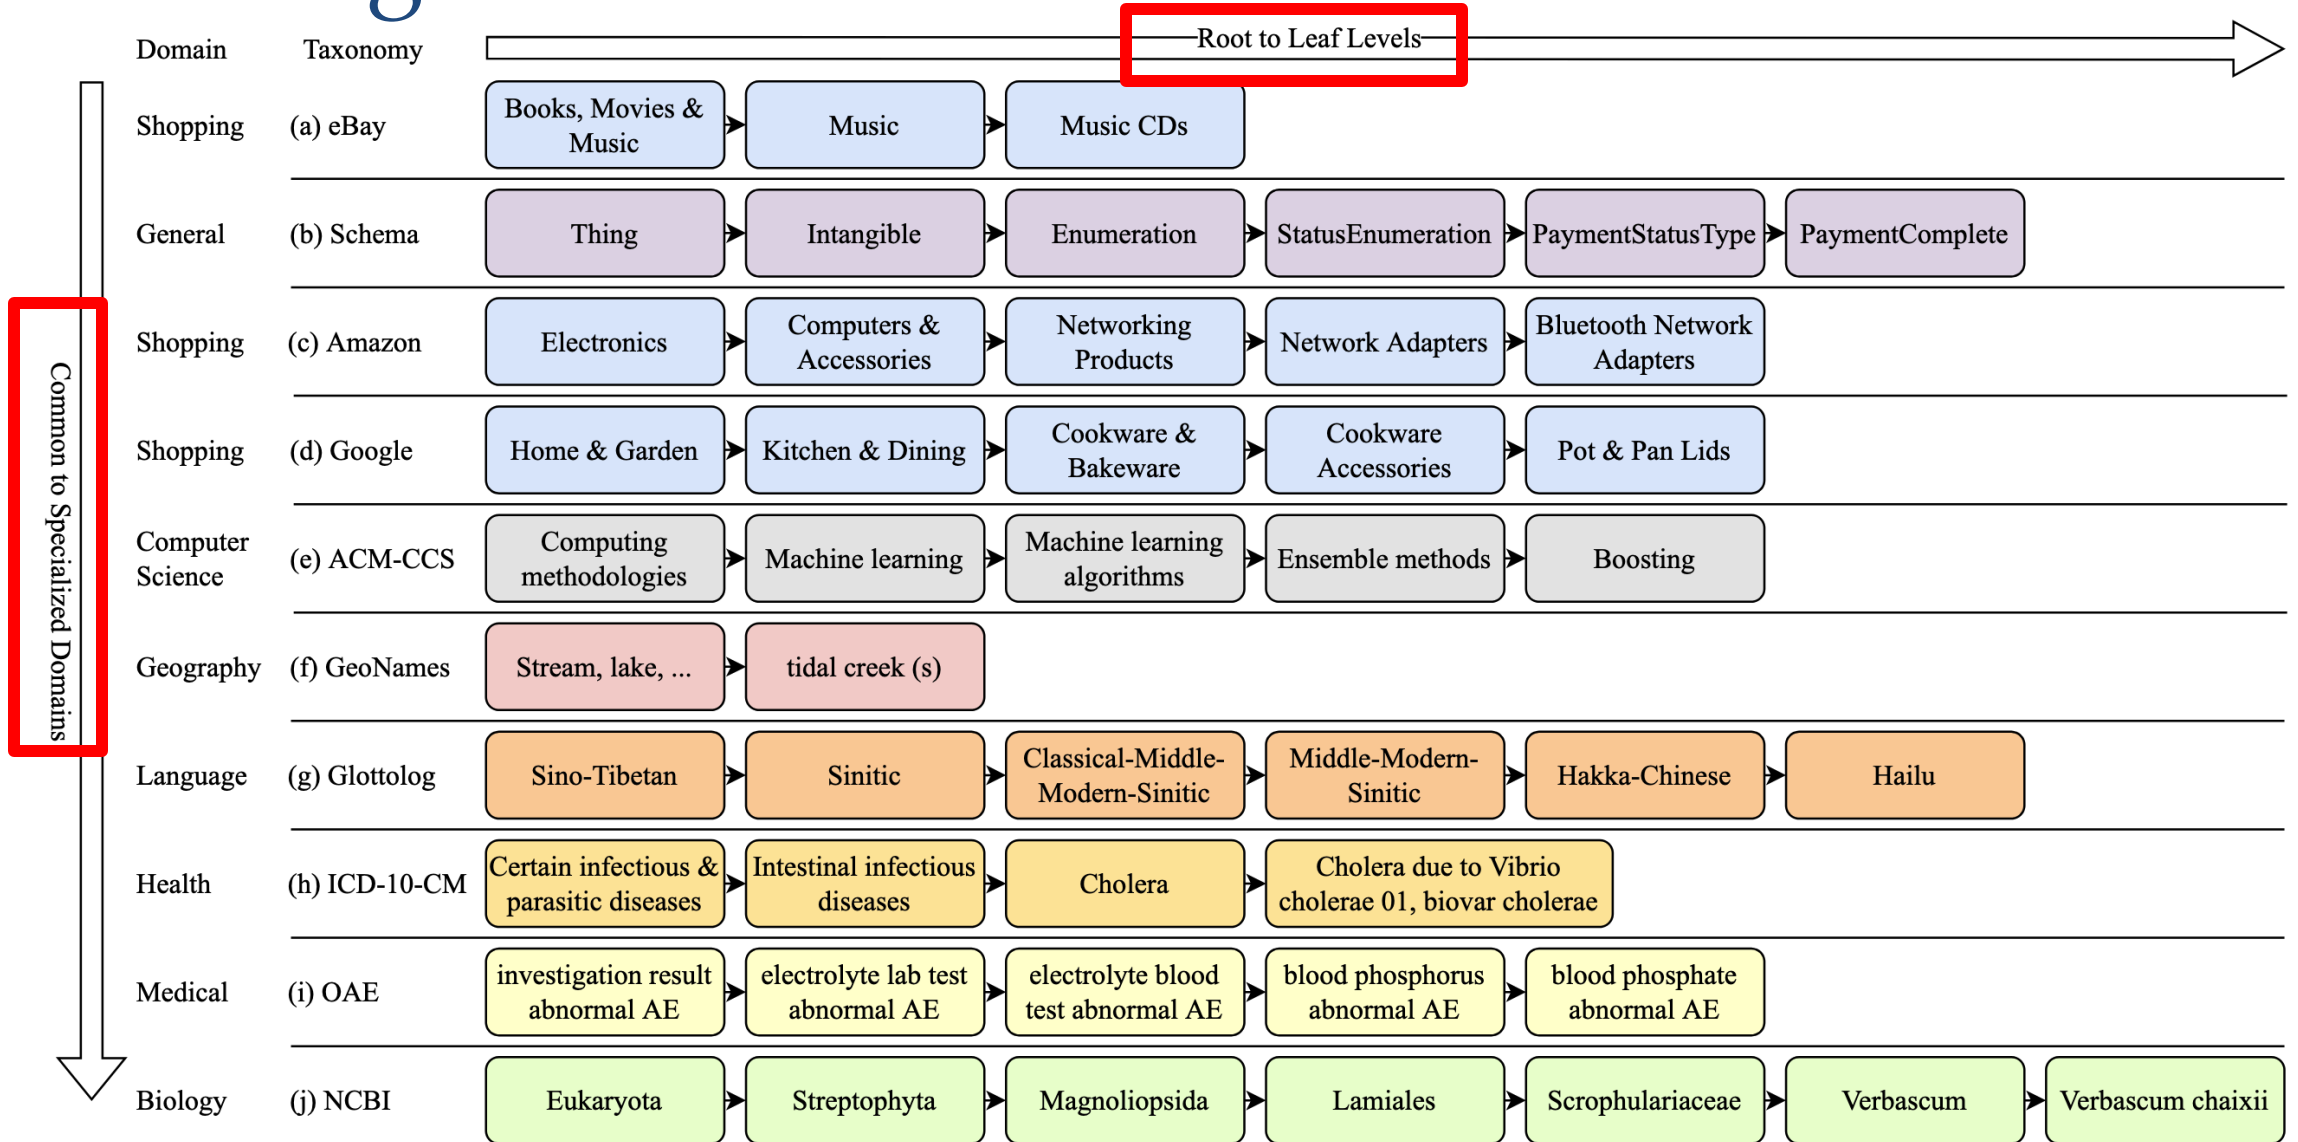 Root to Leaf Levels
Domain Taxonomy
Common to Specialized Domains
Shopping (a) eBay
Books, Movies &
Music
Music
Music CDs
General (b) Schema
Thing
Intangible
Enumeration
StatusEnumeration
PaymentStatusType
PaymentComplete
Shopping (c) Amazon
Electronics
Computers &
Accessories
Networking
Products
Network Adapters
Bluetooth Network
Adapters
Shopping (d) Google
Home & Garden
Kitchen & Dining
Cookware &
Bakeware
Cookware
Accessories
Pot & Pan Lids
Computer
Science
(e) ACM-CCS
Computing
methodologies
Machine learning
Machine learning
algorithms
Ensemble methods
Boosting
Geography (f) GeoNames
Stream, lake, ...
tidal creek (s)
Language (g) Glottolog
Sino-Tibetan
Sinitic
Classical-Middle-
Modern-Sinitic
Middle-Modern-
Sinitic
Hakka-Chinese
Hailu
Health (h) ICD-10-CM
Certain infectious &
parasitic diseases
Intestinal infectious
diseases
Cholera
Cholera due to Vibrio
cholerae 01, biovar cholerae
Medical (i) OAE
investigation result
abnormal AE
electrolyte lab test
abnormal AE
electrolyte blood
test abnormal AE
blood phosphorus
abnormal AE
blood phosphate
abnormal AE
Biology (j) NCBI
Eukaryota
Streptophyta
Magnoliopsida
Lamiales
Scrophulariaceae
Verbascum
Verbascum chaixii